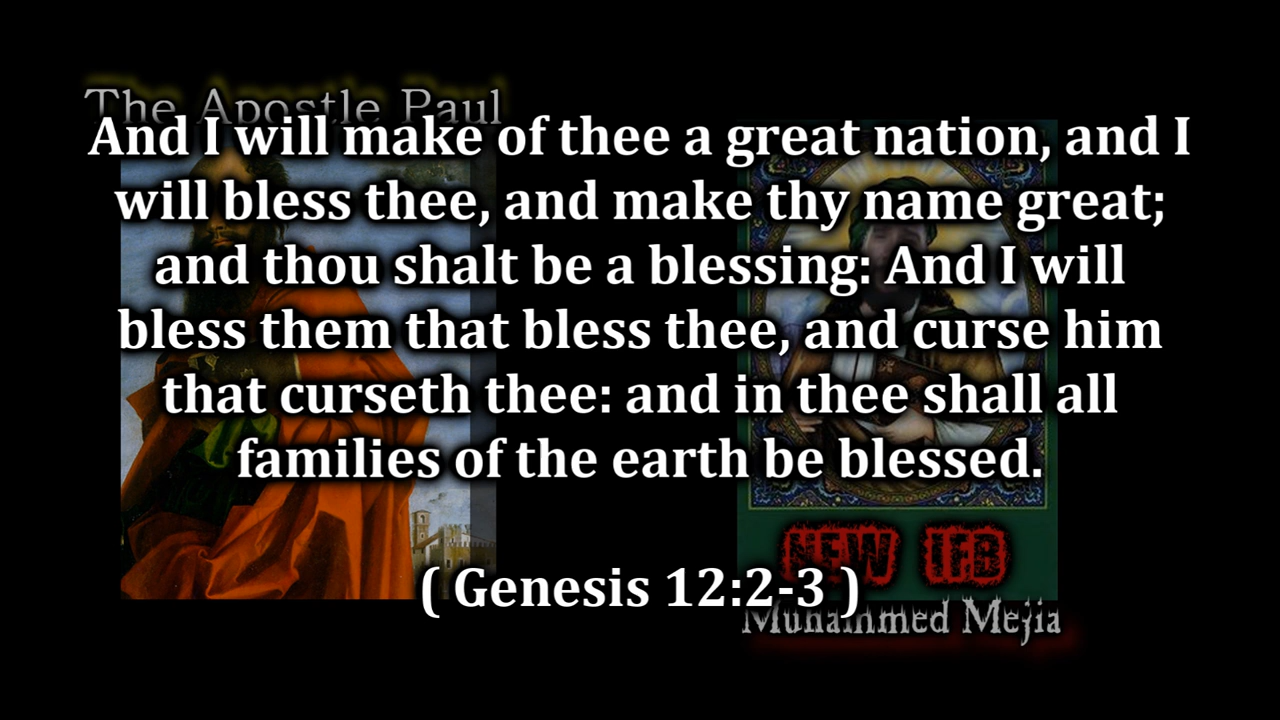 The Apostle Paul
And I will make of thee a great nation, and I
will bless thee, and make thy name great;
and thou shalt be a blessing: And I will
bless them that bless thee, and curse him
that curseth thee: and in thee shall all
families of the earth be blessed.
NEW IFB
( Genesis 12:2-3 )
Muhammed Mejia